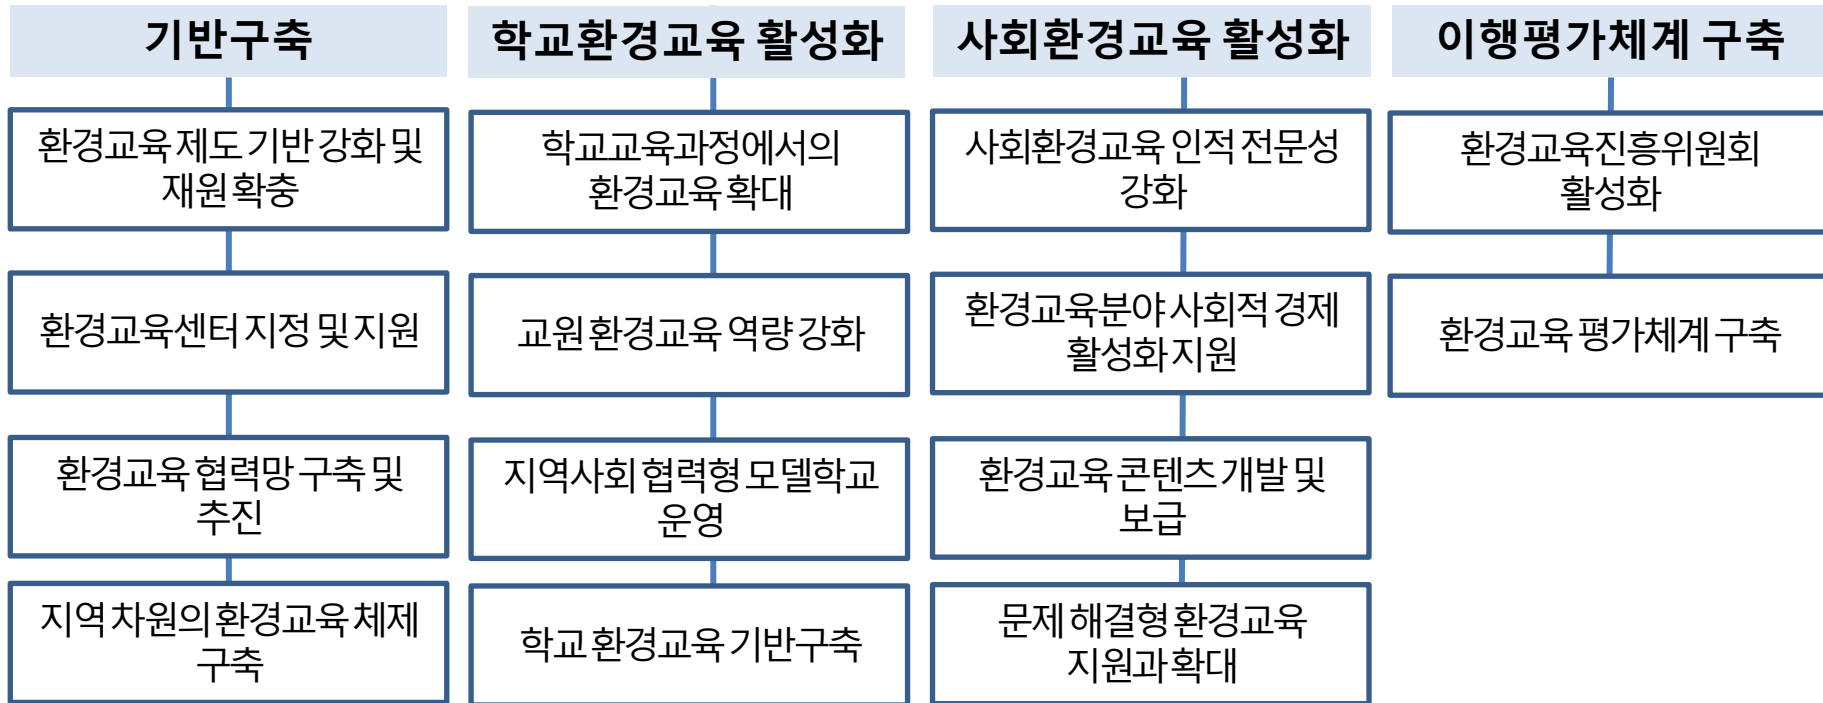 기반구축
환경교육 제도 기반 강화 및
재원 확충
환경교육센터 지정 및 지원
환경교육 협력망 구축 및
추진
지역 차원의 환경교육 체제
구축
학교환경교육 활성화
학교교육과정에서의
환경교육 확대
교원 환경교육 역량 강화
지역사회 협력형 모델학교
운영
학교 환경교육 기반구축
사회환경교육 활성화
사회환경교육 인적 전문성
강화
환경교육분야 사회적 경제
활성화 지원
환경교육 콘텐츠 개발 및
보급
문제 해결형 환경교육
지원과 확대
이행평가체계 구축
환경교육진흥위원회
활성화
환경교육 평가체계 구축